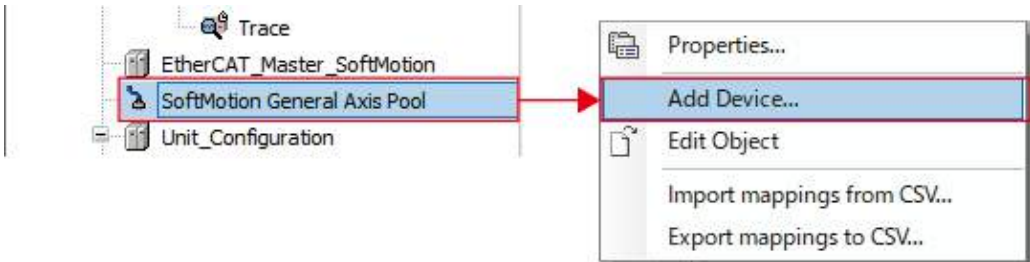 Trace
EtherCAT_Master_SoftMotion
SoftMotion General Axis Pool
Unit_Configuration
Properties...
Add Device...
Edit Object
Import mappings from CSV...
Export mappings to CSV...